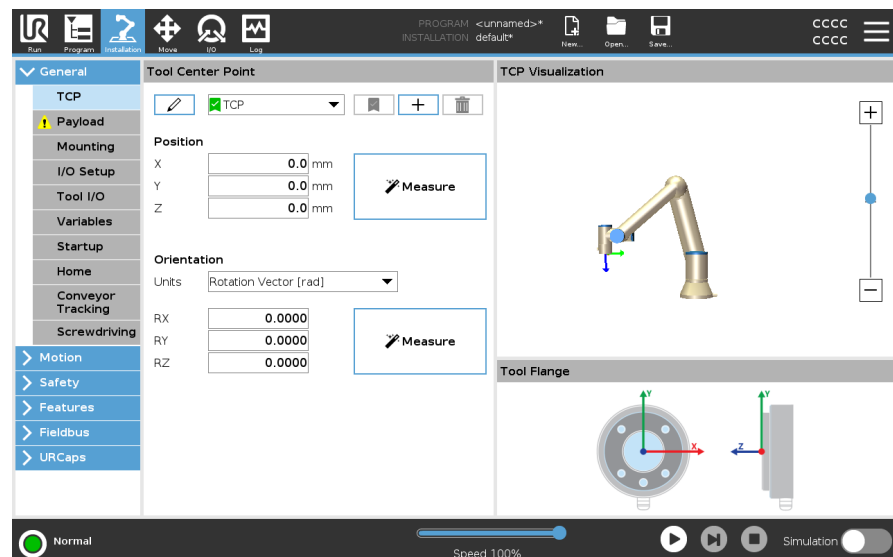 PROGRAM <unnamed>*
INSTALLATION default*
cccc
cccc
Run
Program
Installation
Move
I/O
Log
New...
Open...
Save...
General
Tool Center Point
TCP Visualization
TCP
TCP
Payload
Mounting
I/O Setup
Tool I/O
Variables
Startup
Home
Conveyor
Tracking
Screwdriving
Motion
Safety
Features
Fieldbus
URCaps
Position
X 0.0 mm
Y 0.0 mm
Z 0.0 mm
Measure
Orientation
Units Rotation Vector [rad]
RX 0.0000
RY 0.0000
RZ 0.0000
Measure
Tool Flange
Y
X
Y
Z
Normal
Speed 100%
Simulation